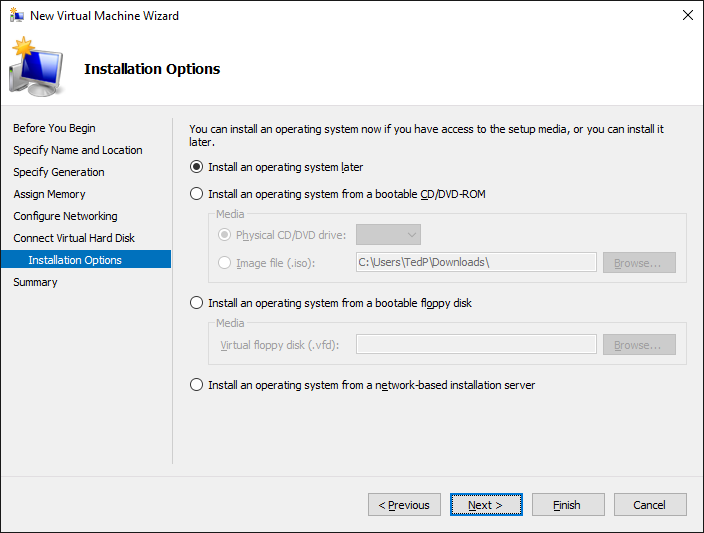 New Virtual Machine Wizard
Installation Options
Before You Begin
Specify Name and Location
Specify Generation
Assign Memory
Configure Networking
Connect Virtual Hard Disk
Installation Options
Summary
You can install an operating system now if you have access to the setup media, or you can install it
later.
Install an operating system later
Install an operating system from a bootable CD/DVD-ROM
Media
Physical CD/DVD drive:
Image file (.iso): C:\Users\TedP\Downloads\ Browse...
Install an operating system from a bootable floppy disk
Media
Virtual floppy disk (.vfd): Browse...
Install an operating system from a network-based installation server
< Previous Next > Finish Cancel